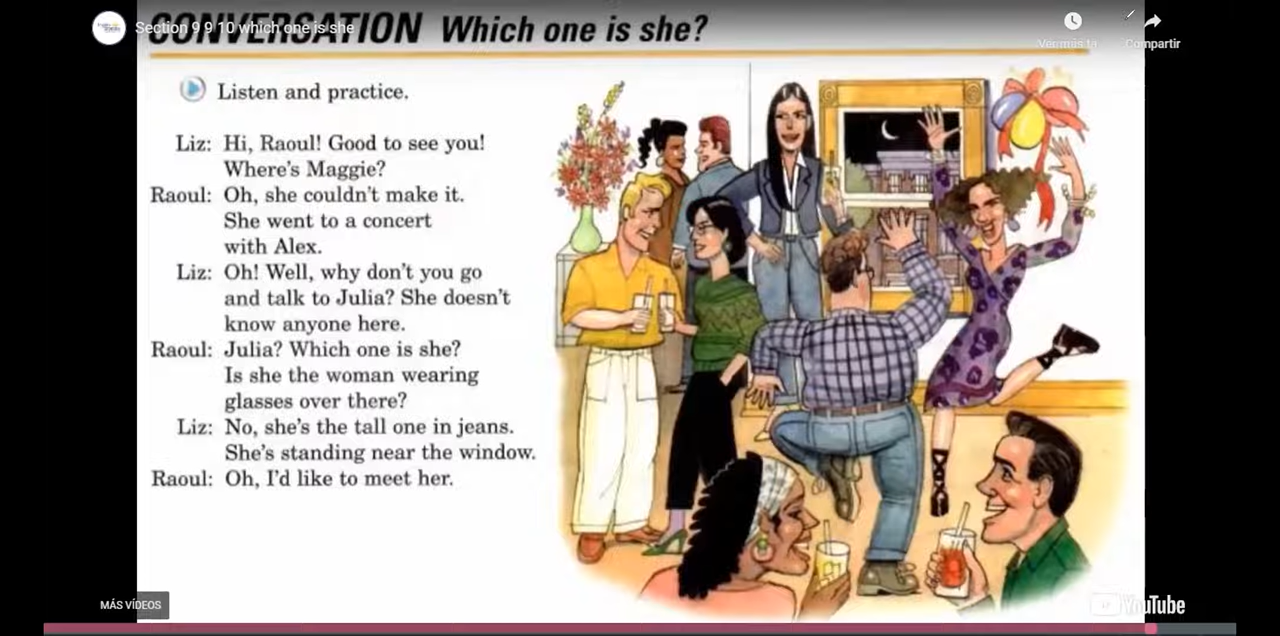 CONVERSATION Which one is she?
Section 9 9 10 which one is she
Ver más ta
Compartir
Listen and practice.
Liz: Hi, Raoul! Good to see you!
Where's Maggie?
Raoul: Oh, she couldn't make it.
She went to a concert
with Alex.
Liz: Oh! Well, why don't you go
and talk to Julia? She doesn't
know anyone here.
Raoul: Julia? Which one is she?
Is she the woman wearing
glasses over there?
Liz: No, she's the tall one in jeans.
She's standing near the window.
Raoul: Oh, I'd like to meet her.
MÁS VÍDEOS
YouTube